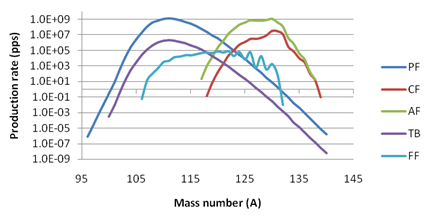 1.0E+09
1.0E+07
1.0E+05
1.0E+03
1.0E+01
1.0E-01
1.0E-03
1.0E-05
1.0E-07
1.0E-09
Production rate (pps)
95 105 115 125 135 145
Mass number (A)
PF
CF
AF
TB
FF